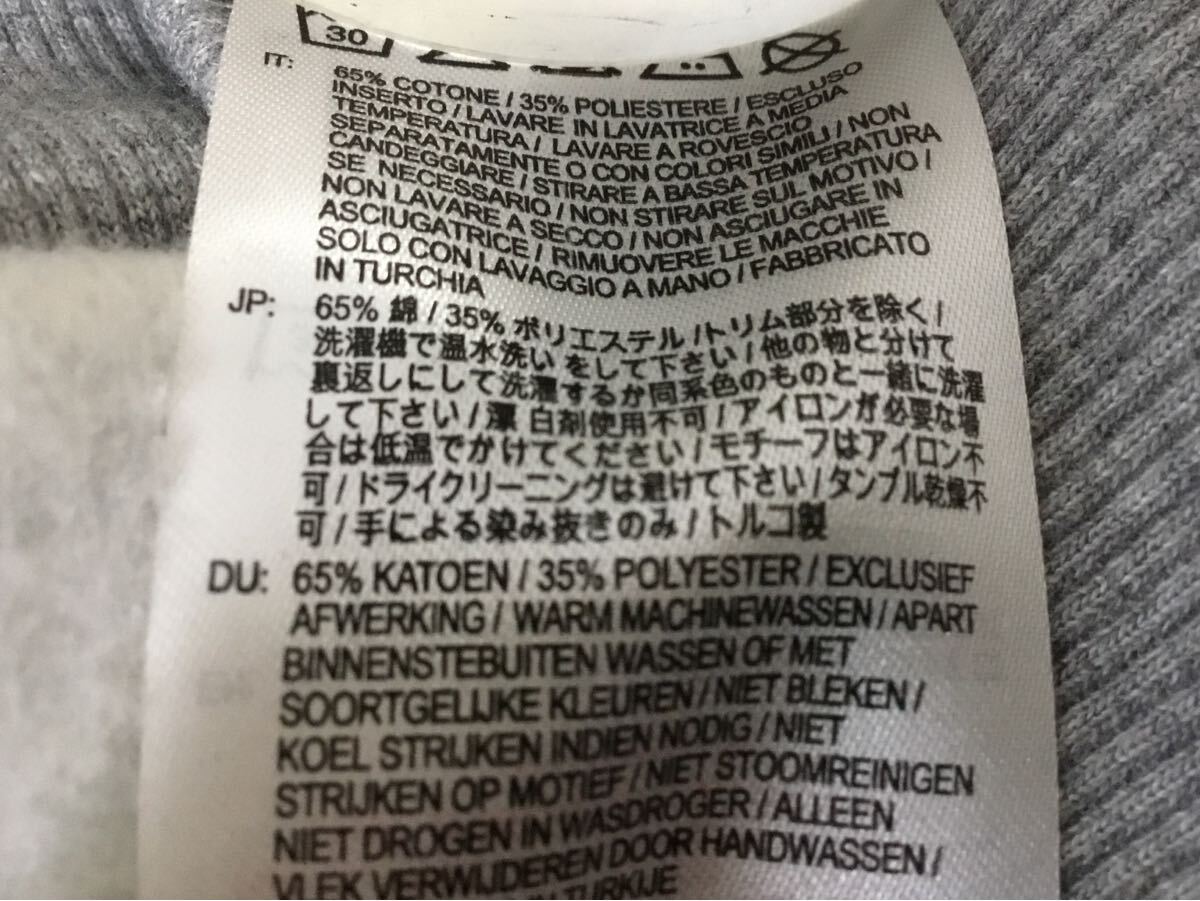 30
IT: 65% COTONE / 35% POLIESTERE / ESCLUSO
INSERTO / LAVARE IN LAVATRICE A MEDIA
TEMPERATURA / LAVARE A ROVESCIO
SEPARATAMENTE O CON COLORI SIMILI / NON
CANDEGGIARE / STIRARE A BASSA TEMPERATURA
SE NECESSARIO / NON STIRARE SUL MOTIVO /
NON LAVARE A SECCO / NON ASCIUGARE IN
ASCIUGATRICE / RIMUOVERE LE MACCHIE
SOLO CON LAVAGGIO A MANO / FABBRICATO
IN TURCHIA
JP: 65% 綿 / 35% ポリエステル /トリム部分を除く /
洗濯機で温水洗い をして下さい / 他の物と分けて
裏返しにして洗濯するか同系色のものと一緒に洗濯
して下さい / 漂 白剤使用不可 / アイロンが必要な場
合は低温でかけてください / モチーフはアイロン不
可 / ドライクリーニングは避けて下さい / タンブル乾燥不
可 / 手による染み抜きのみ / トルコ製
DU: 65% KATOEN / 35% POLYESTER / EXCLUSIEF
AFWERKING / WARM MACHINEWASSEN / APART
BINNENSTEBUITEN WASSEN OF MET
SOORTGELIJKE KLEUREN / NIET BLEKEN /
KOEL STRIJKEN INDIEN NODIG / NIET
STRIJKEN OP MOTIEF / NIET STOOMREINIGEN
NIET DROGEN IN WASDROGER / ALLEEN
VLEK VERWIJDEREN DOOR HANDWASSEN /
IN TURKIJE